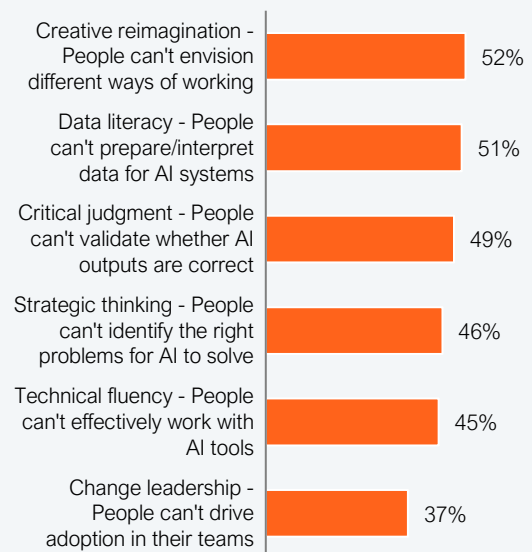 Creative reimagination -
People can't envision
different ways of working
52%
Data literacy - People
can't prepare/interpret
data for AI systems
51%
Critical judgment - People
can't validate whether AI
outputs are correct
49%
Strategic thinking - People
can't identify the right
problems for AI to solve
46%
Technical fluency - People
can't effectively work with
AI tools
45%
Change leadership -
People can't drive
adoption in their teams
37%